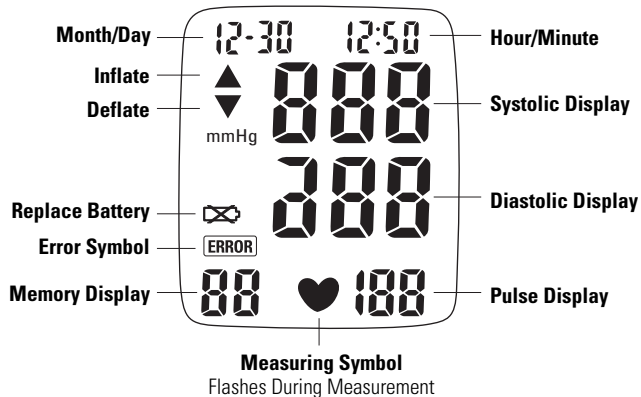 Month/Day
12-30
12:50
Hour/Minute
Inflate
Deflate
mmHg
888
Systolic Display
288
Diastolic Display
Replace Battery
Error Symbol
ERROR
Memory Display
88
188
Pulse Display
Measuring Symbol
Flashes During Measurement